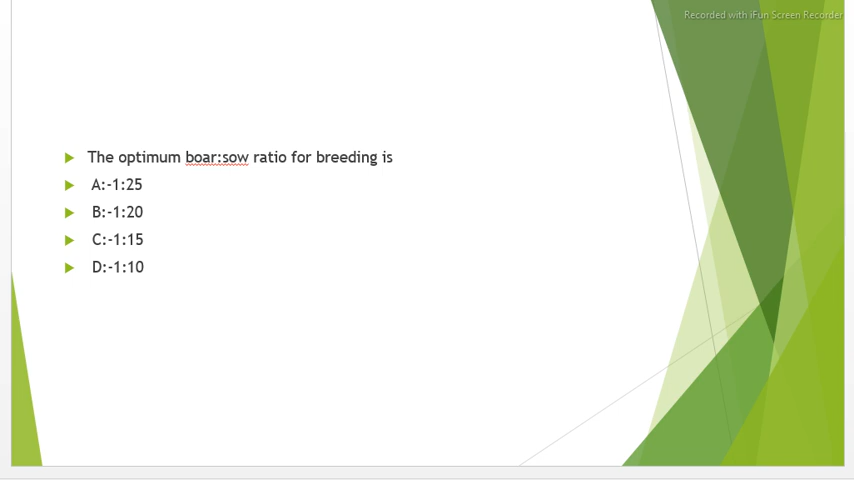 Recorded with iFun Screen Recorder
The optimum boar:sow ratio for breeding is
A:-1:25
B:-1:20
C:-1:15
D:-1:10